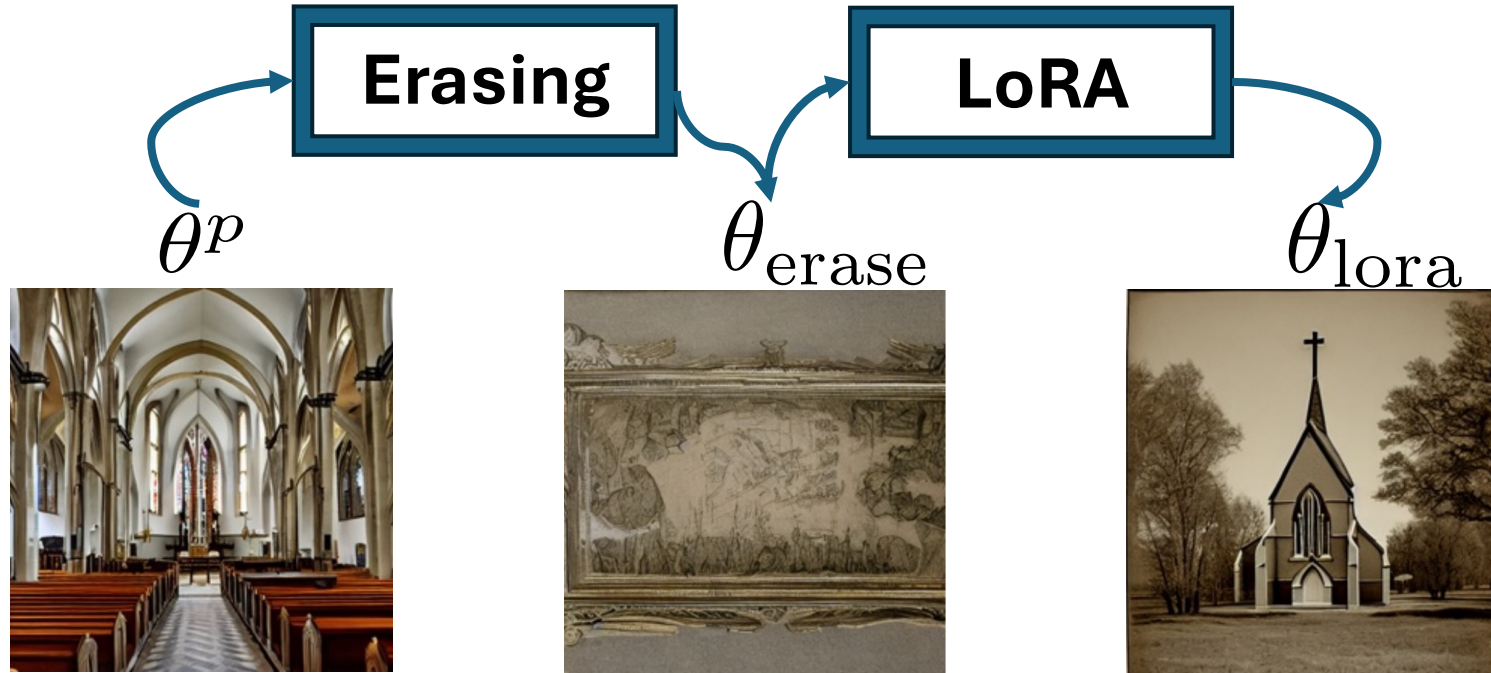 Erasing
LoRA
θ^p
θ_erase
θ_lora